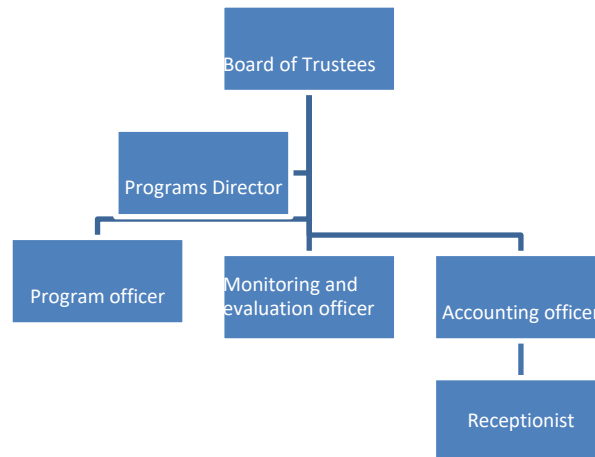 Board of Trustees
Programs Director
Program officer
Monitoring and
evaluation officer
Accounting officer
Receptionist